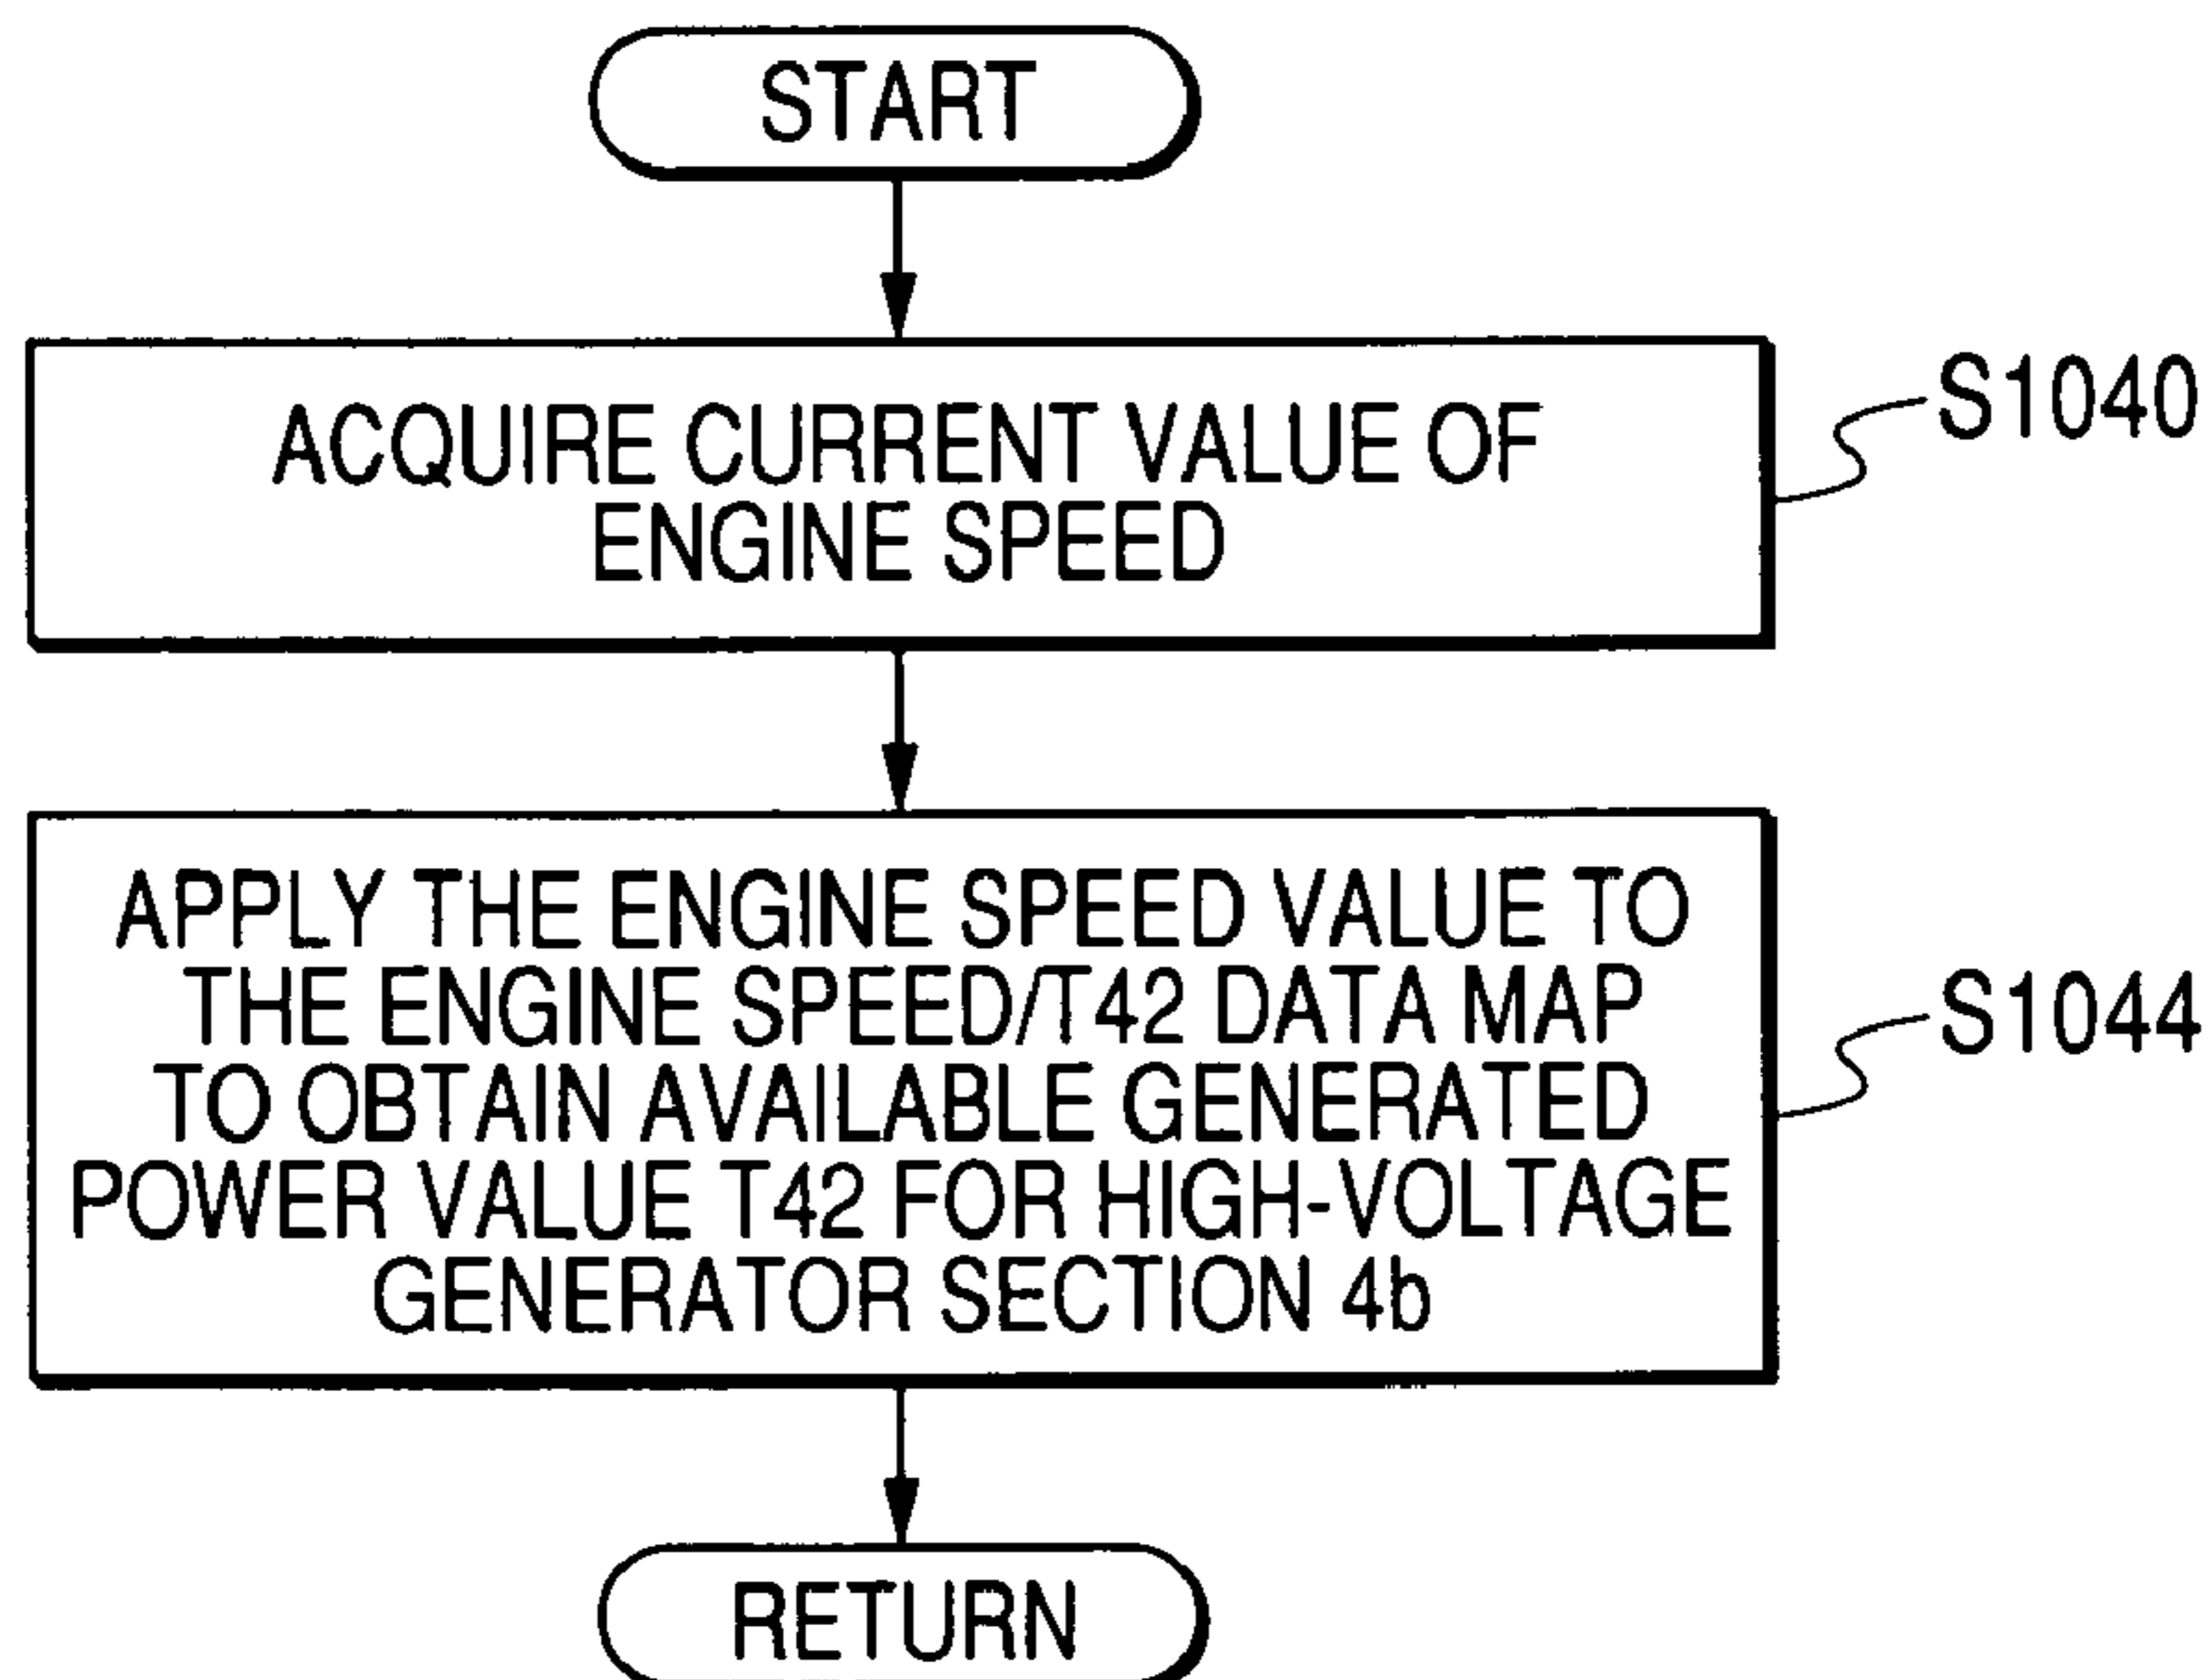 START
ACQUIRE CURRENT VALUE OF
ENGINE SPEED
S1040
APPLY THE ENGINE SPEED VALUE TO
THE ENGINE SPEED/T42 DATA MAP
TO OBTAIN AVAILABLE GENERATED
POWER VALUE T42 FOR HIGH-VOLTAGE
GENERATOR SECTION 4b
S1044
RETURN